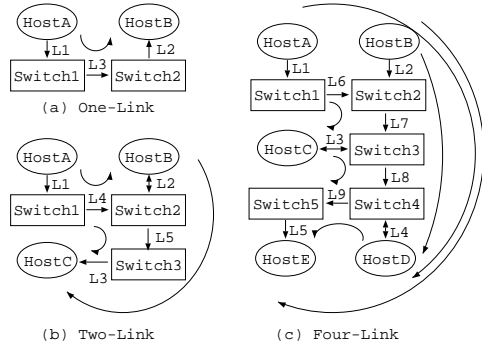 HostA HostB
L1 L3 L2
Switch1 Switch2
(a) One-Link
HostA HostB
L1 L4 L2
Switch1 Switch2
L5
HostC L3 Switch3
(b) Two-Link
HostA HostB
L1 L6 L2
Switch1 Switch2
L7
HostC L3 Switch3
L8
Switch5 L9 Switch4
L5 L4
HostE HostD
(c) Four-Link